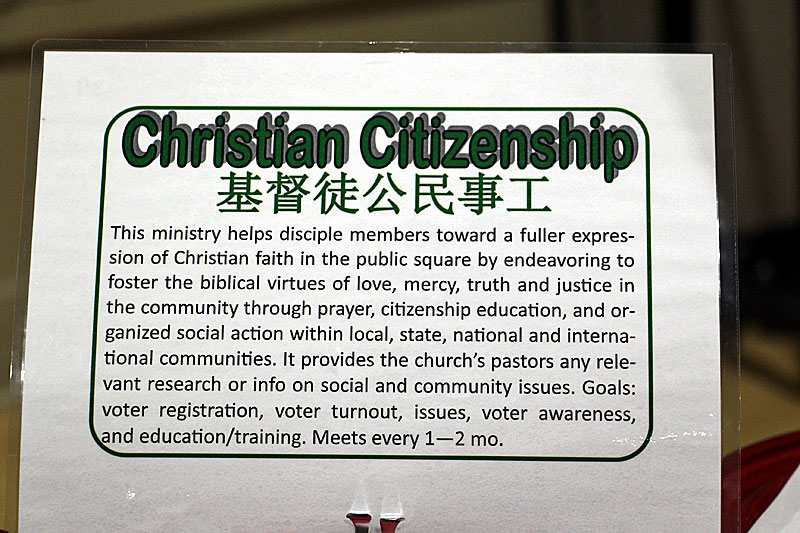 Christian Citizenship
基督徒公民事工
This ministry helps disciple members toward a fuller expres-
sion of Christian faith in the public square by endeavoring to
foster the biblical virtues of love, mercy, truth and justice in
the community through prayer, citizenship education, and or-
ganized social action within local, state, national and interna-
tional communities. It provides the church's pastors any rele-
vant research or info on social and community issues. Goals:
voter registration, voter turnout, issues, voter awareness,
and education/training. Meets every 1—2 mo.